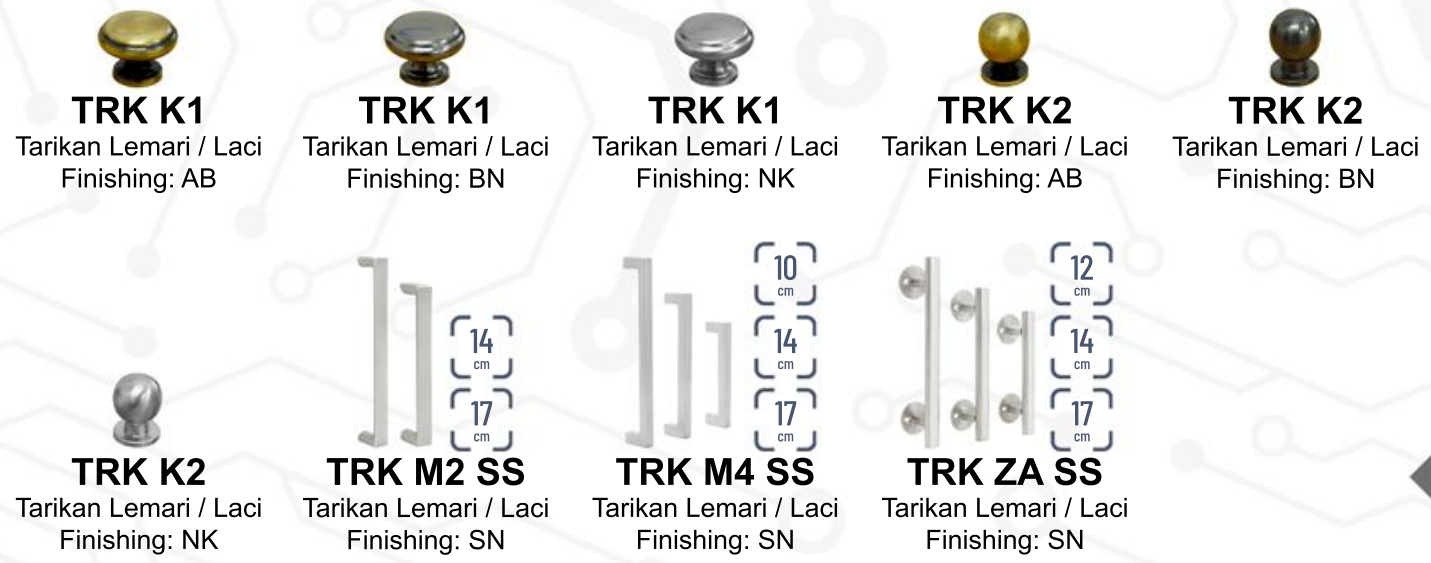 TRK K1
Tarikan Lemari / Laci
Finishing: AB
TRK K1
Tarikan Lemari / Laci
Finishing: BN
TRK K1
Tarikan Lemari / Laci
Finishing: NK
TRK K2
Tarikan Lemari / Laci
Finishing: AB
TRK K2
Tarikan Lemari / Laci
Finishing: BN
TRK K2
Tarikan Lemari / Laci
Finishing: NK
14
cm
17
cm
TRK M2 SS
Tarikan Lemari / Laci
Finishing: SN
10
cm
14
cm
17
cm
TRK M4 SS
Tarikan Lemari / Laci
Finishing: SN
12
cm
14
cm
17
cm
TRK ZA SS
Tarikan Lemari / Laci
Finishing: SN